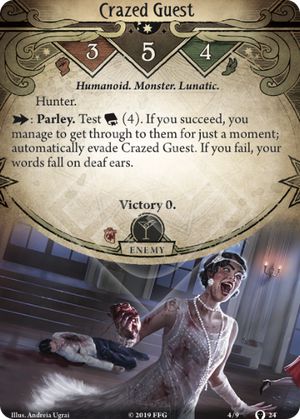 Crazed Guest
3 5 4
Humanoid. Monster. Lunatic.
Hunter.
: Parley. Test (4). If you succeed, you
manage to get through to them for just a moment;
automatically evade Crazed Guest. If you fail, your
words fall on deaf ears.
Victory 0.
ENEMY
Illus. Andreia Ugrai © 2019 FFG 4/9 24